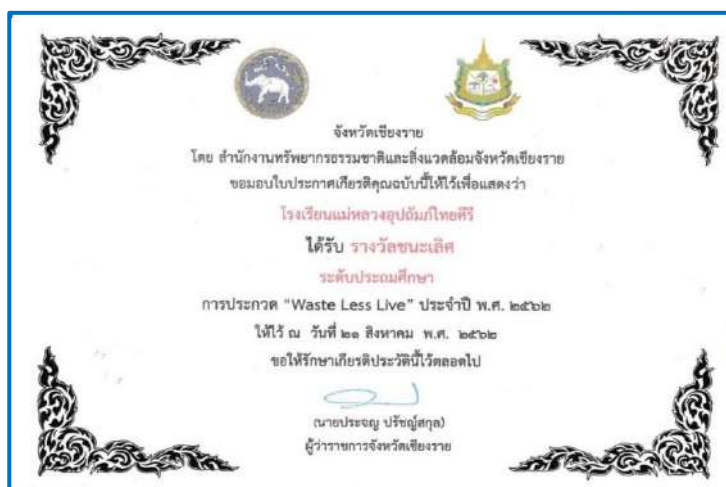 จังหวัดเชียงราย
โดย สำนักงานทรัพยากรธรรมชาติและสิ่งแวดล้อมจังหวัดเชียงราย
ขอมอบใบประกาศเกียรติคุณฉบับนี้ให้ไว้เพื่อแสดงว่า
โรงเรียนแม่หลวงอุปถัมภ์ไทยคีรี
ได้รับ รางวัลชนะเลิศ
ระดับประถมศึกษา
การประกวด “Waste Less Live” ประจำปี พ.ศ. ๒๕๖๒
ให้ไว้ ณ วันที่ ๒๑ สิงหาคม พ.ศ. ๒๕๖๒
ขอให้รักษาเกียรติประวัตินี้ไว้ตลอดไป
(นายประจญ ปรัชญ์สกุล)
ผู้ว่าราชการจังหวัดเชียงราย